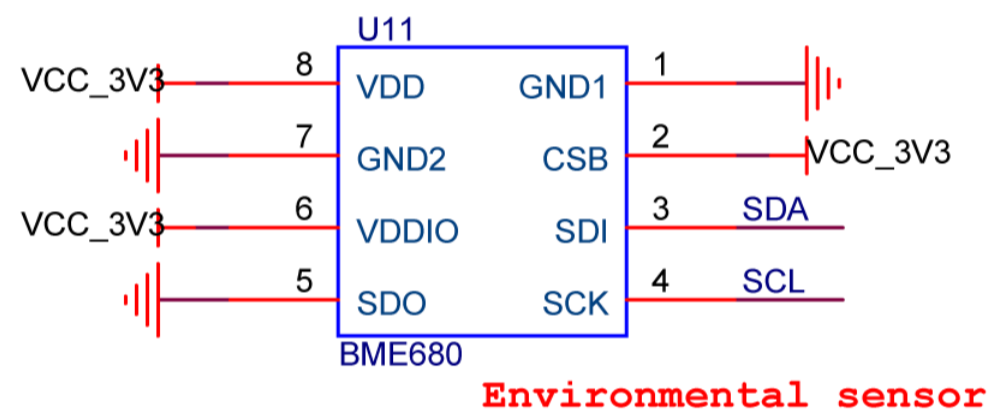 U11
VCC_3V3 8 VDD GND1 1
7 GND2 CSB 2 VCC_3V3
VCC_3V3 6 VDDIO SDI 3 SDA
5 SDO SCK 4 SCL
BME680
Environmental sensor